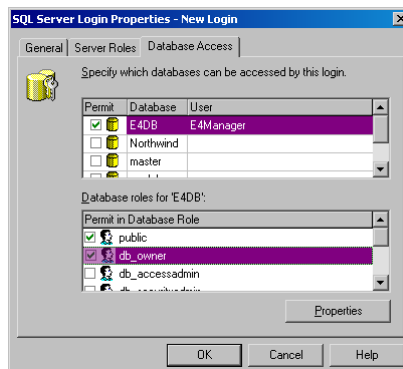 SQL Server Login Properties - New Login
General Server Roles Database Access
Specify which databases can be accessed by this login.
Permit Database User
E4DB E4Manager
Northwind
master
Database roles for 'E4DB':
Permit in Database Role
public
db_owner
db_accessadmin
Properties
OK Cancel Help